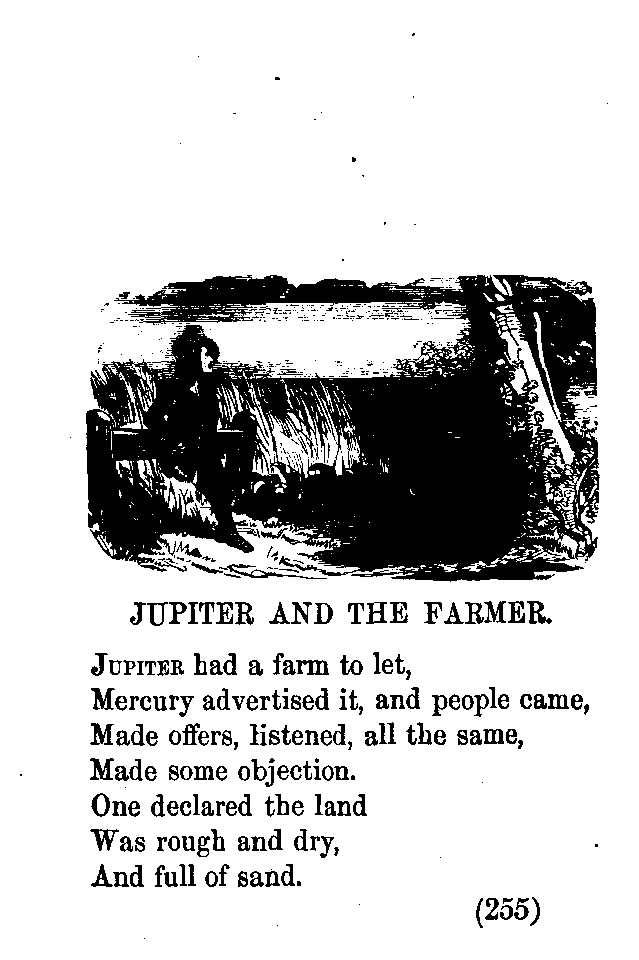 JUPITER AND THE FARMER.
JUPITER had a farm to let,
Mercury advertised it, and people came,
Made offers, listened, all the same,
Made some objection.
One declared the land
Was rough and dry,
And full of sand.
(255)